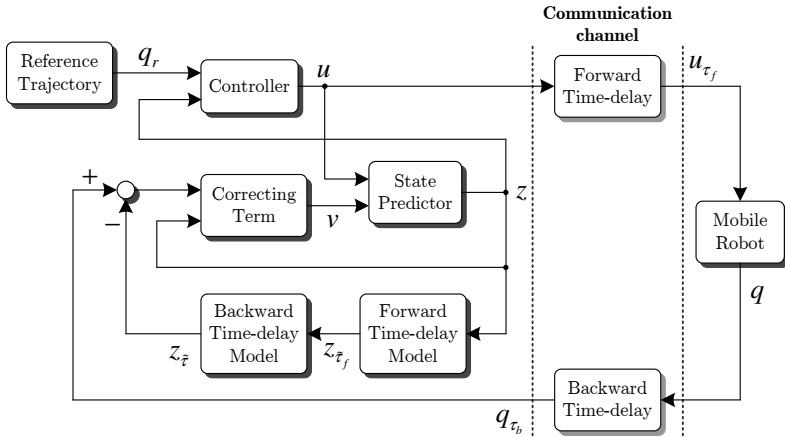 Communication
channel
Reference
Trajectory
q_r
Controller
u
Forward
Time-delay
u_{τ_f}
+
−
Correcting
Term
v
State
Predictor
z
Mobile
Robot
q
Backward
Time-delay
Model
Forward
Time-delay
Model
z_{τ̃}
z_{τ̃_f}
Backward
Time-delay
q_{τ_b}